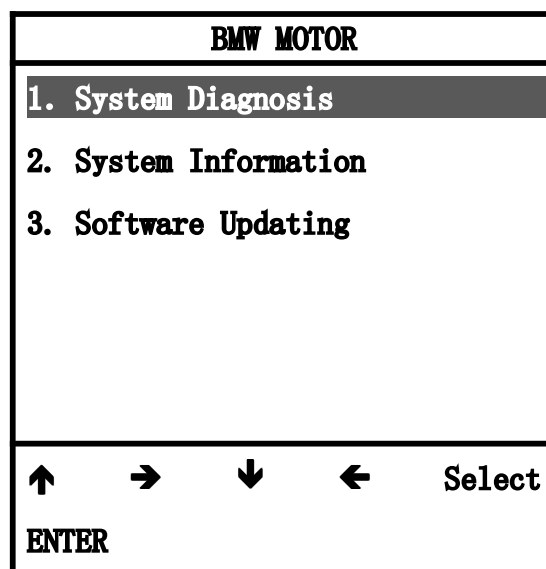 BMW MOTOR
1. System Diagnosis
2. System Information
3. Software Updating
↑ → ↓ ← Select
ENTER